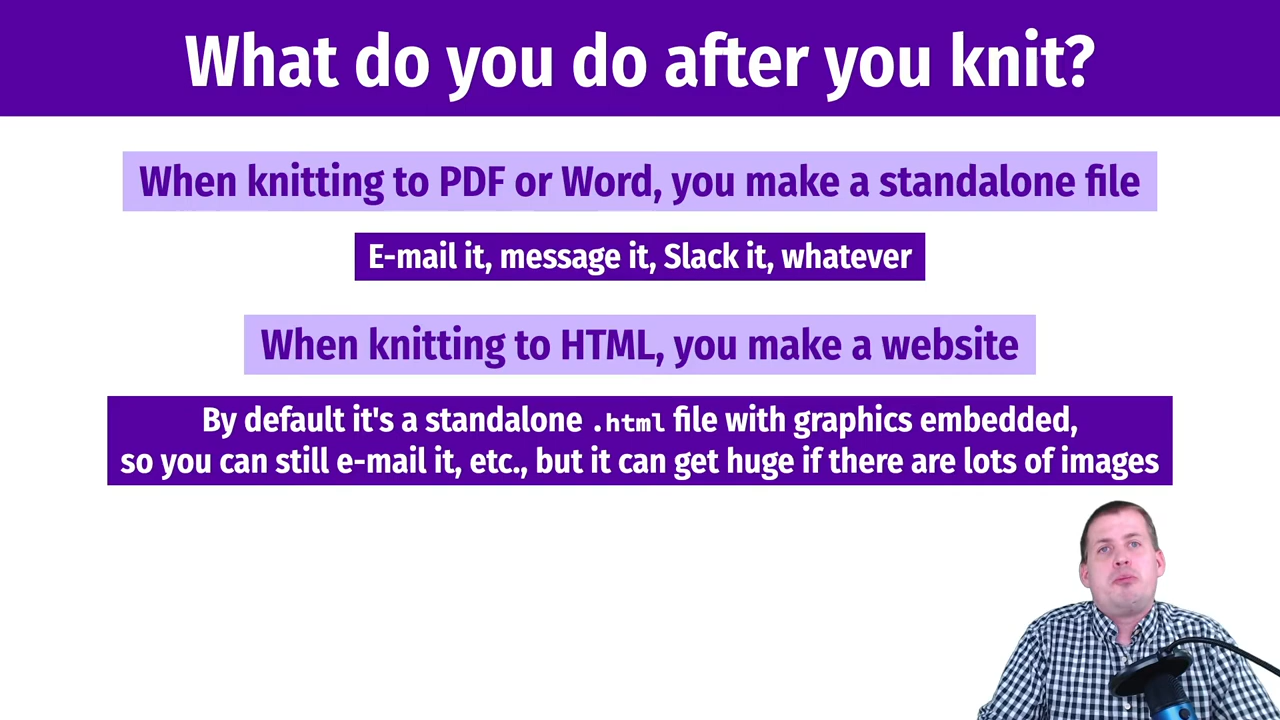 What do you do after you knit?
When knitting to PDF or Word, you make a standalone file
E-mail it, message it, Slack it, whatever
When knitting to HTML, you make a website
By default it's a standalone .html file with graphics embedded,
so you can still e-mail it, etc., but it can get huge if there are lots of images